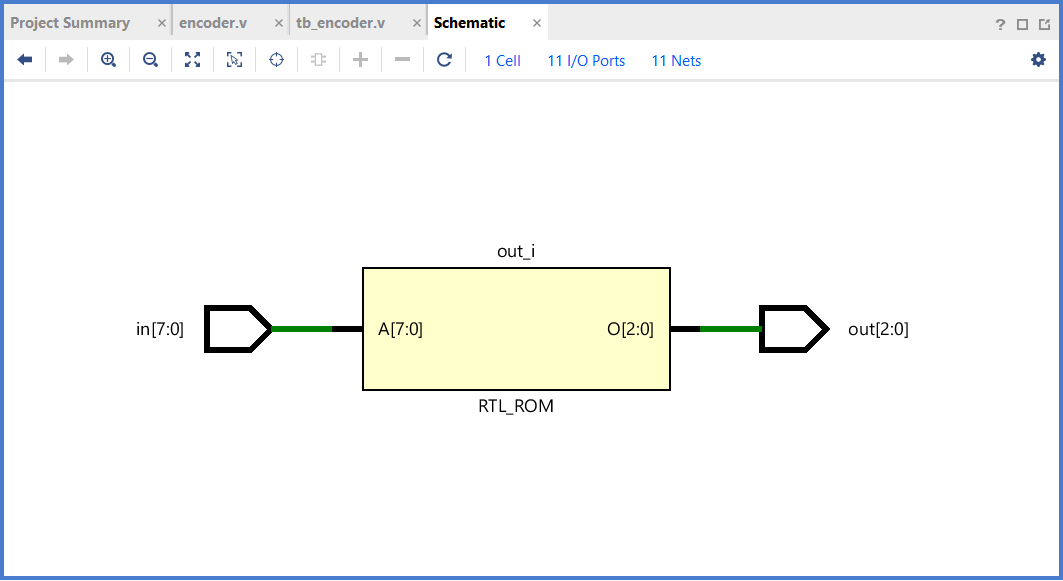 Project Summary × encoder.v × tb_encoder.v × Schematic × ?
1 Cell 11 I/O Ports 11 Nets
out_i
in[7:0] A[7:0] O[2:0] out[2:0]
RTL_ROM